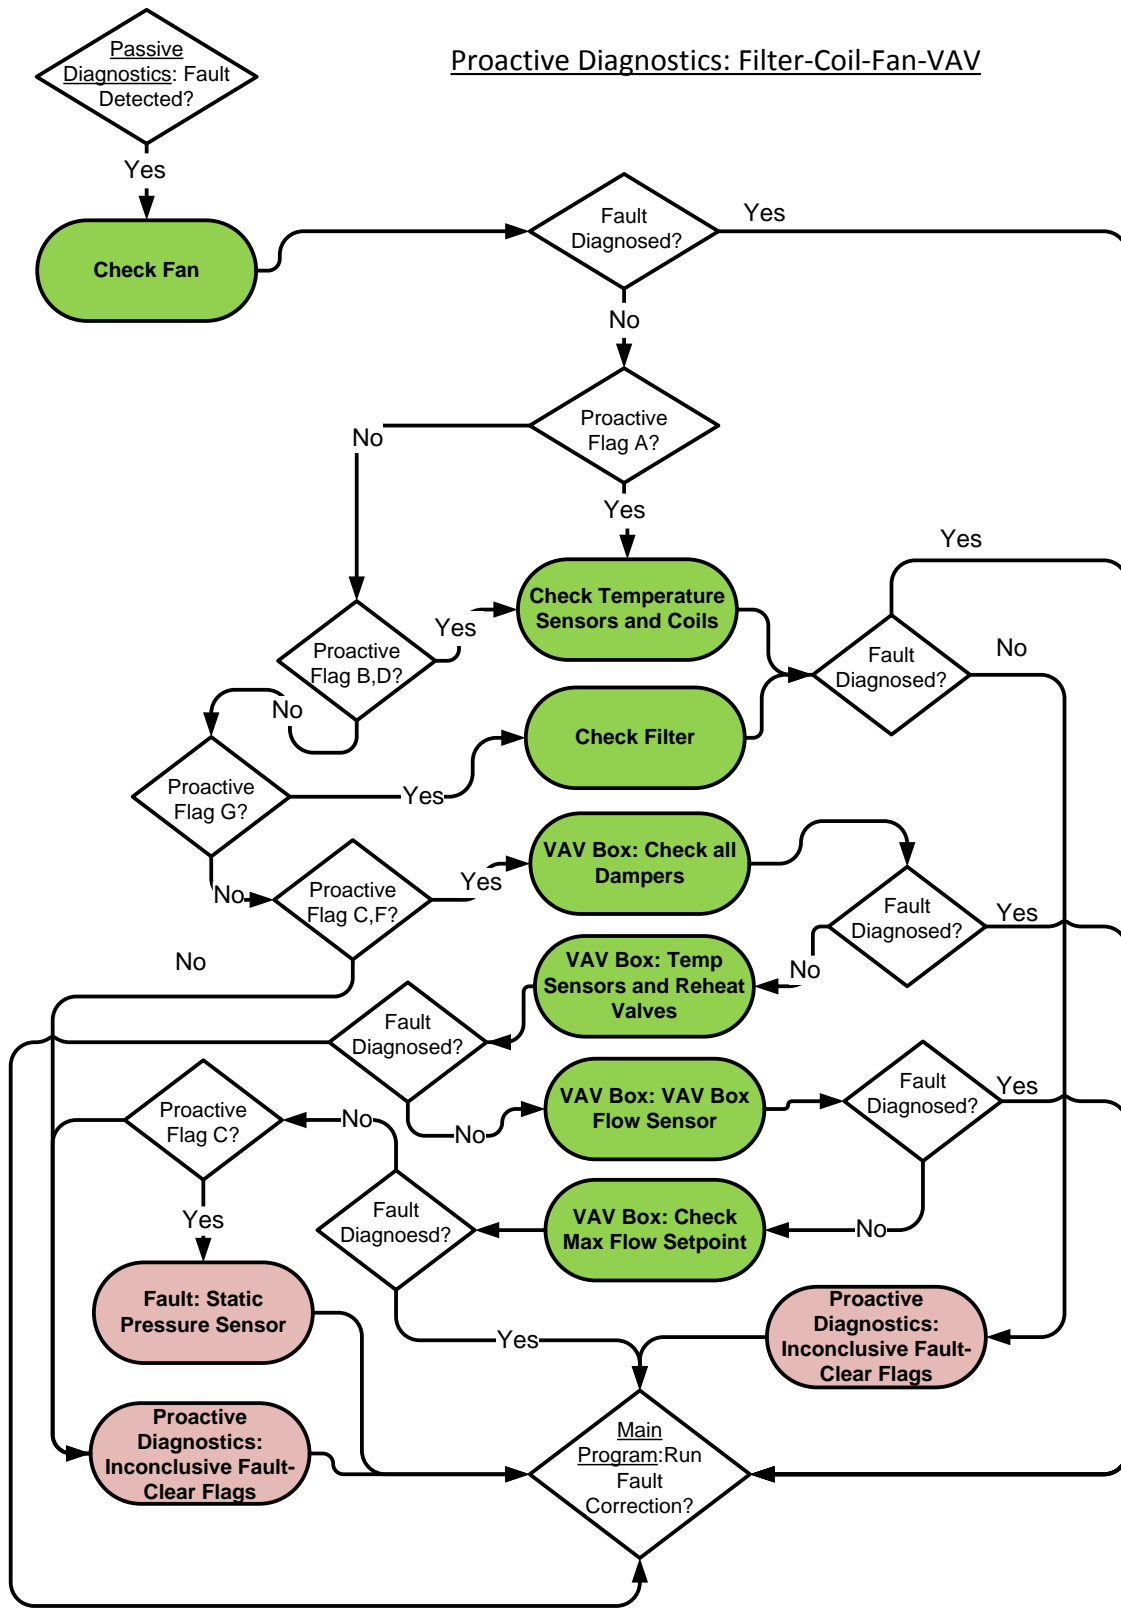 Proactive Diagnostics: Filter-Coil-Fan-VAV
Passive
Diagnostics: Fault
Detected?
Yes
Check Fan
Fault
Diagnosed?
Yes
No
Proactive
Flag A?
No
Yes
Check Temperature
Sensors and Coils
Yes
Proactive
Flag B,D?
Yes
No
Fault
Diagnosed?
No
Check Filter
Proactive
Flag G?
Yes
No
VAV Box: Check all
Dampers
Proactive
Flag C,F?
Yes
No
Fault
Diagnosed?
Yes
No
VAV Box: Temp
Sensors and Reheat
Valves
Fault
Diagnosed?
No
VAV Box: VAV Box
Flow Sensor
Fault
Diagnosed?
Yes
No
Proactive
Flag C?
No
Yes
Fault
Diagnoesd?
VAV Box: Check
Max Flow Setpoint
Yes
Fault: Static
Pressure Sensor
Proactive
Diagnostics:
Inconclusive Fault-
Clear Flags
Proactive
Diagnostics:
Inconclusive Fault-
Clear Flags
Main
Program:Run
Fault
Correction?